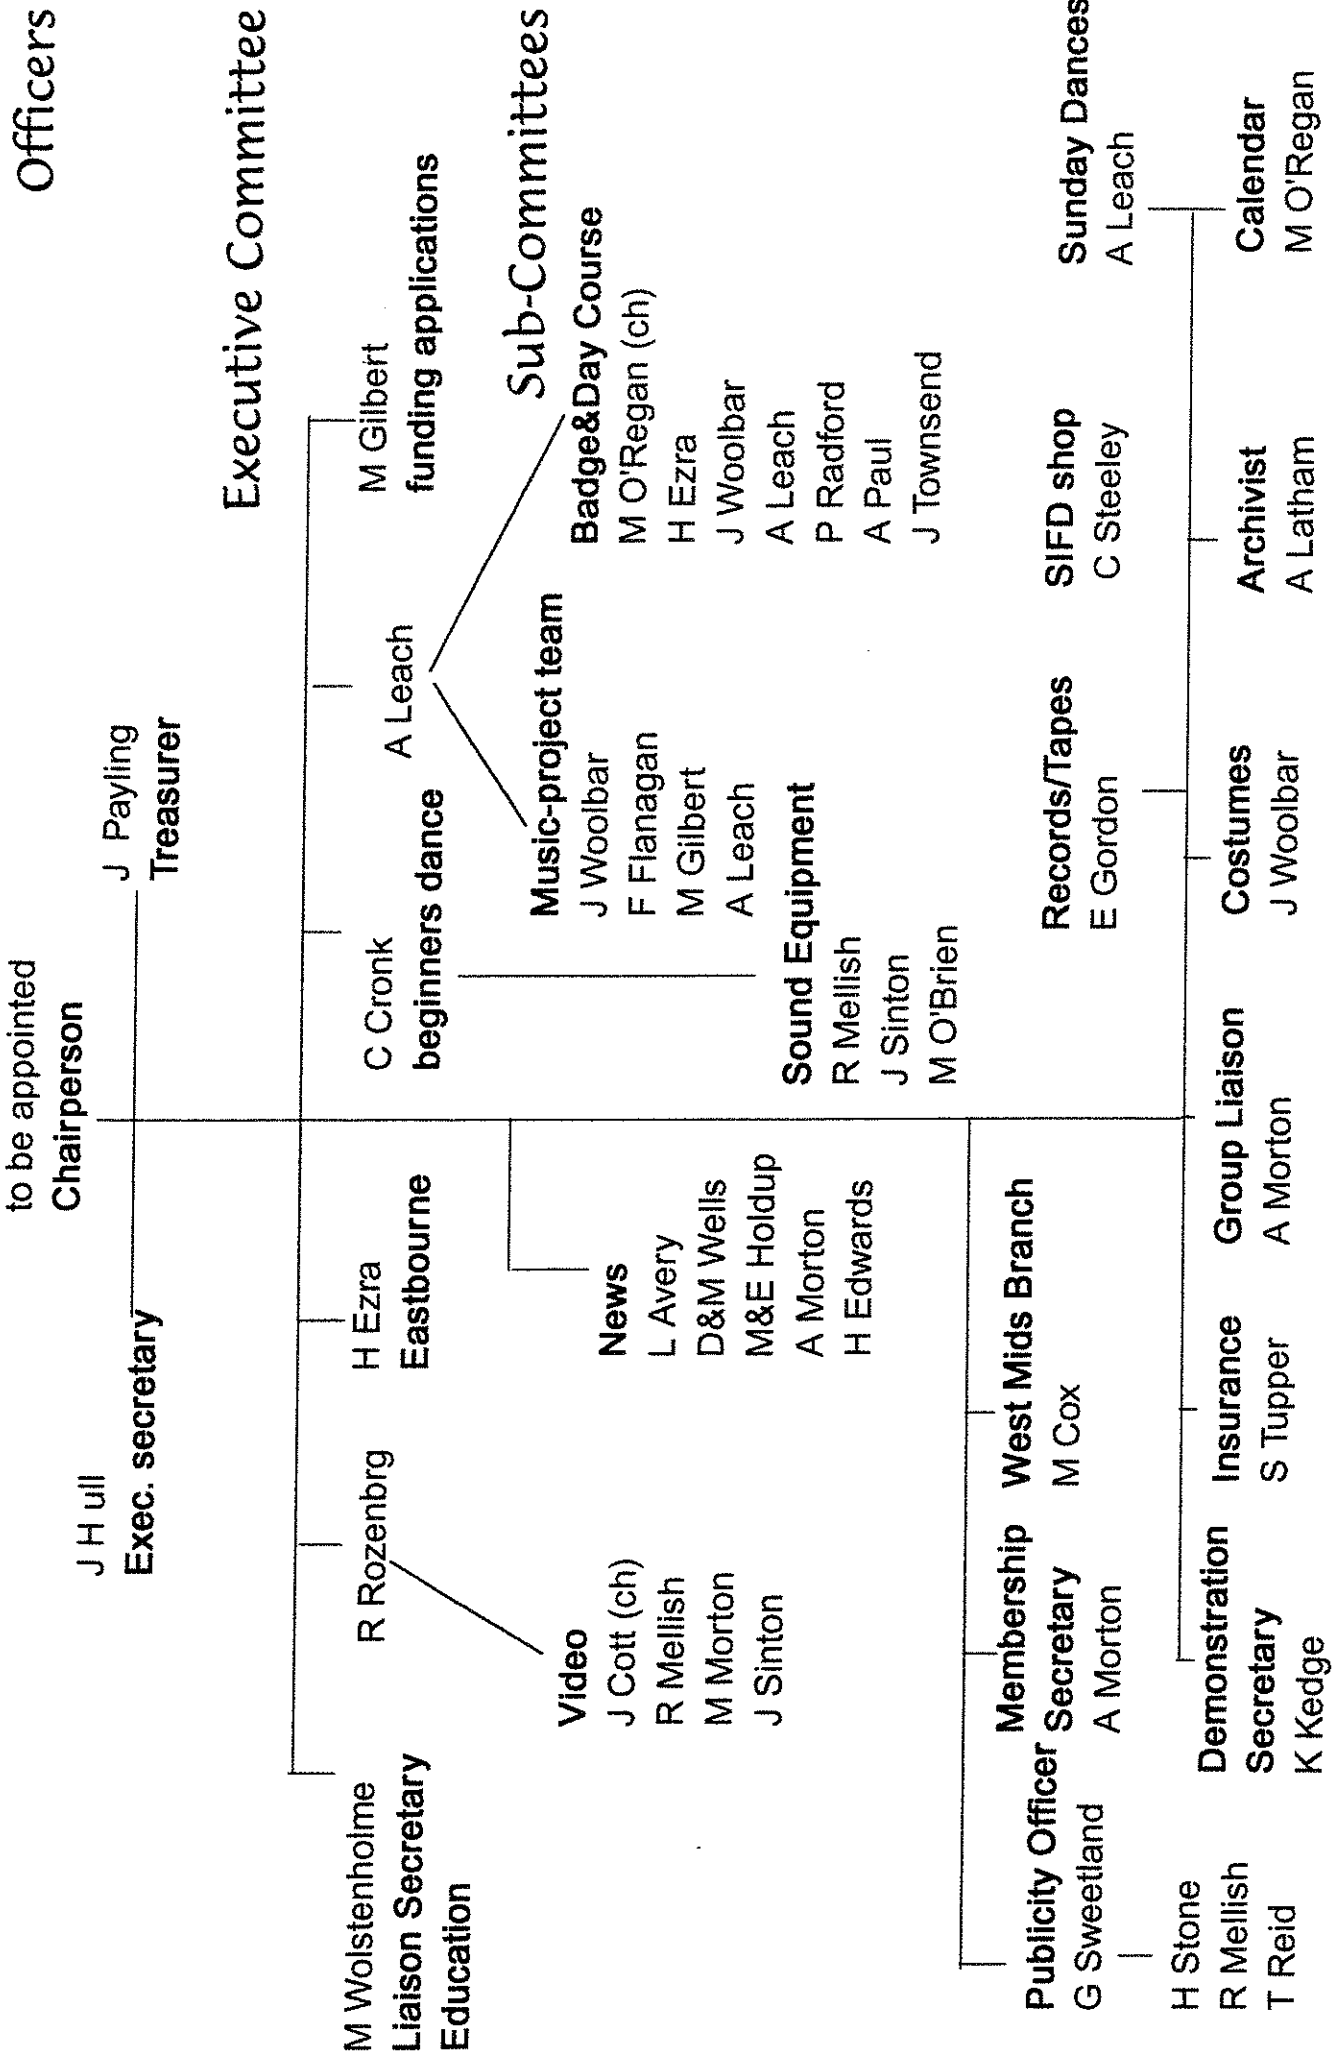 Officers
to be appointed
Chairperson
J H ull
Exec. secretary
J Payling
Treasurer
Executive Committee
M Wolstenholme
Liaison Secretary
Education
R Rozenbrg
H Ezra
Eastbourne
C Cronk
beginners dance
A Leach
M Gilbert
funding applications
Sub-Committees
Video
J Cott (ch)
R Mellish
M Morton
J Sinton
News
L Avery
D&M Wells
M&E Holdup
A Morton
H Edwards
Music-project team
J Woolbar
F Flanagan
M Gilbert
A Leach
Badge&Day Course
M O'Regan (ch)
H Ezra
J Woolbar
A Leach
P Radford
A Paul
J Townsend
Sound Equipment
R Mellish
J Sinton
M O'Brien
Publicity Officer
G Sweetland
H Stone
R Mellish
T Reid
Membership
Secretary
A Morton
West Mids Branch
M Cox
Records/Tapes
E Gordon
SIFD shop
C Steeley
Sunday Dances
A Leach
Demonstration
Secretary
K Kedge
Insurance
S Tupper
Group Liaison
A Morton
Costumes
J Woolbar
Archivist
A Latham
Calendar
M O'Regan